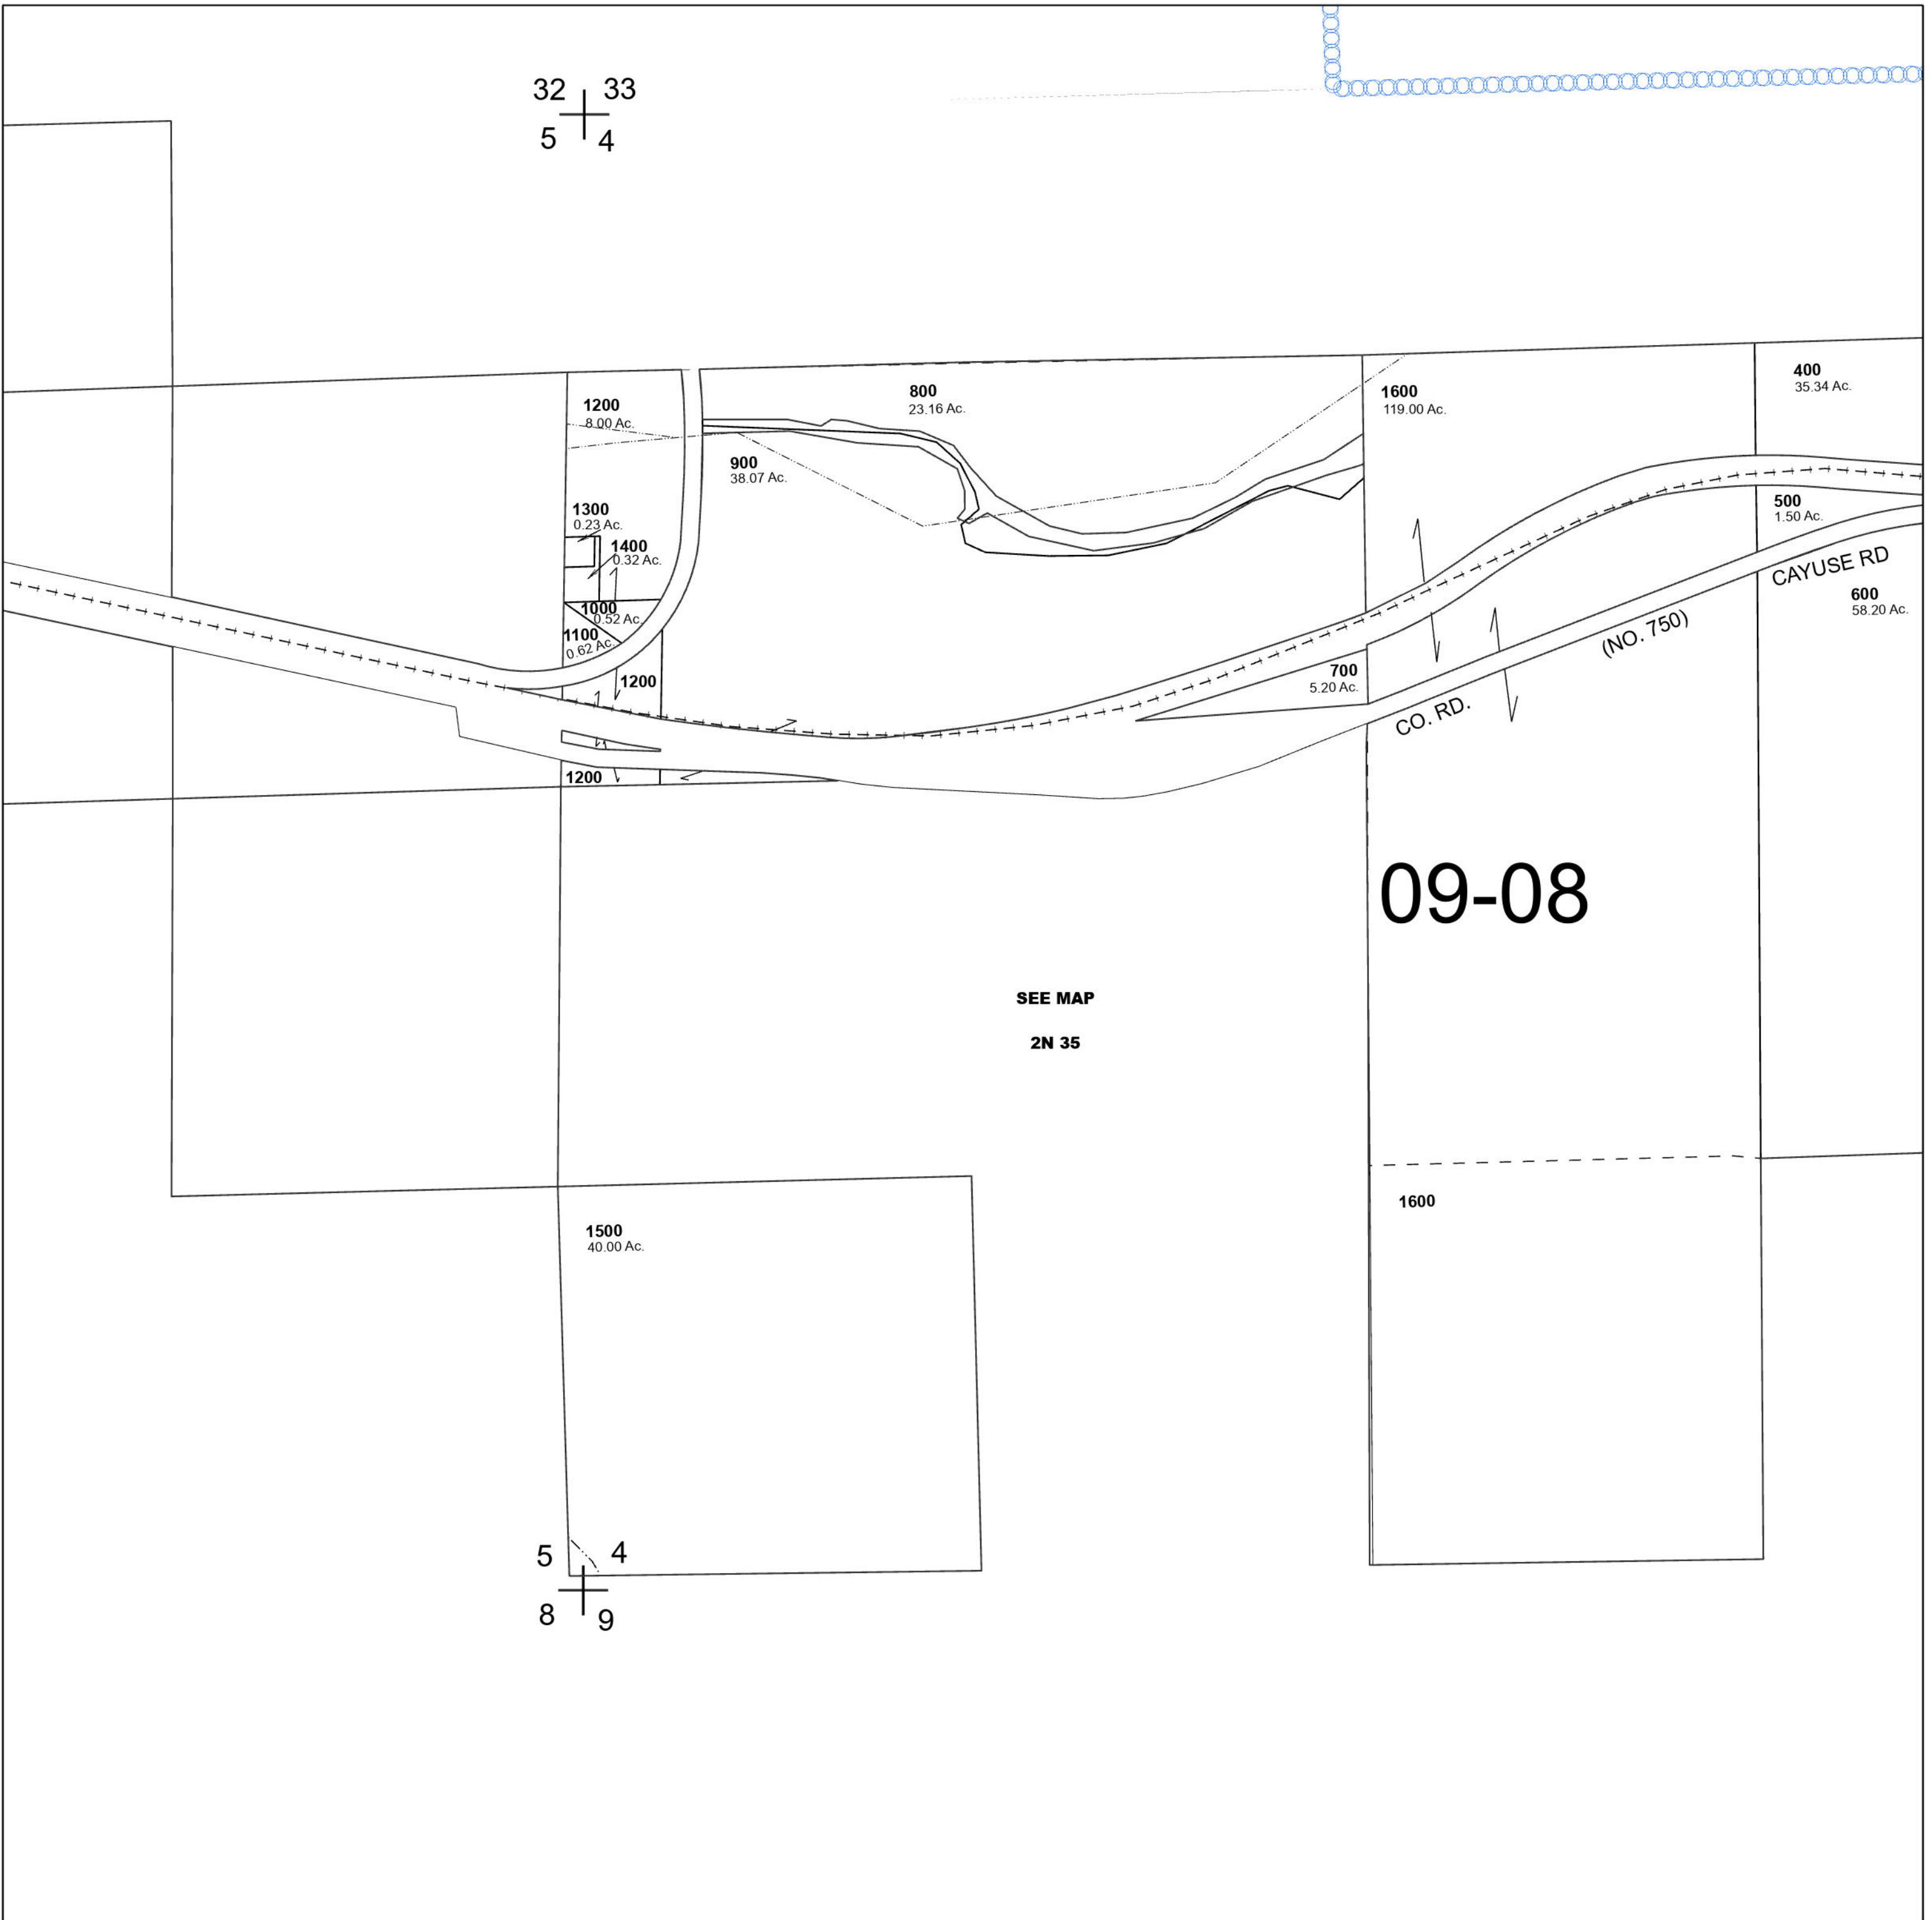 32 33
5 4
400
35.34 Ac.
800
23.16 Ac.
1600
119.00 Ac.
1200
8.00 Ac.
900
38.07 Ac.
500
1.50 Ac.
1300
0.23 Ac.
1400
0.32 Ac.
CAYUSE RD
600
58.20 Ac.
1000
0.52 Ac.
1100
0.62 Ac.
(NO. 750)
700
5.20 Ac.
1200
CO. RD.
1200
09-08
SEE MAP
2N 35
1600
1500
40.00 Ac.
5 4
8 9